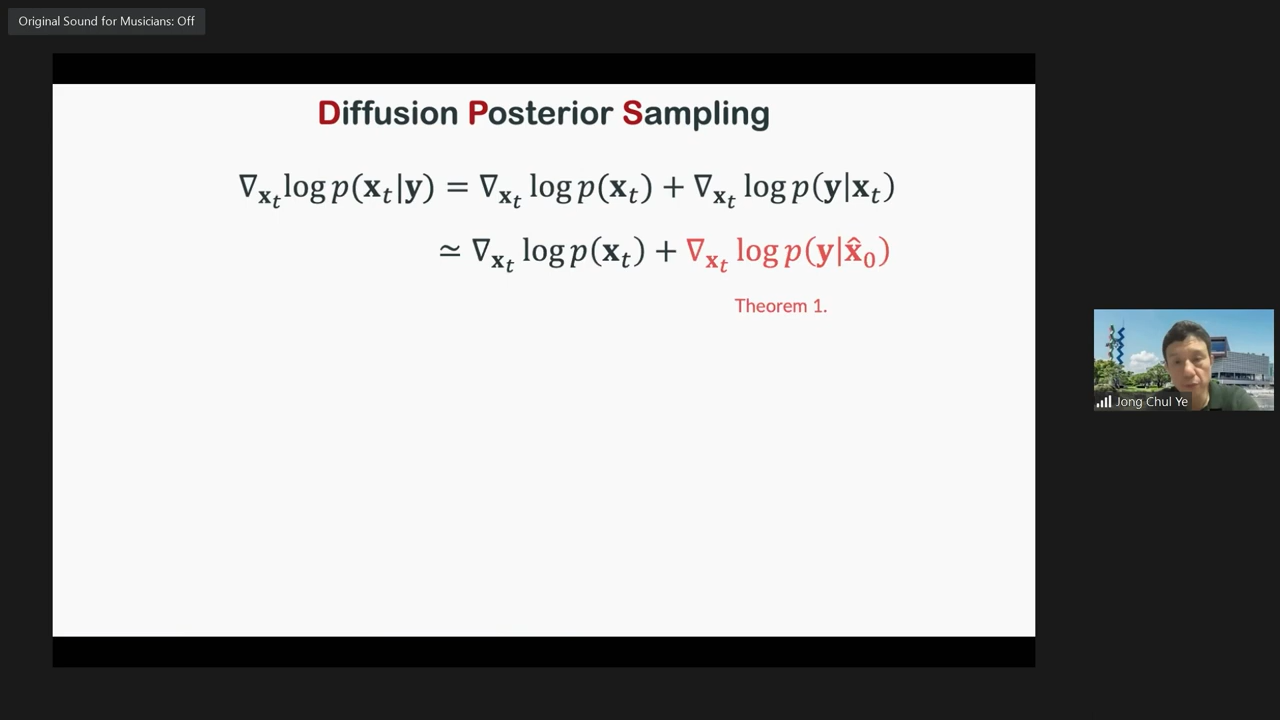 Original Sound for Musicians: Off
Diffusion Posterior Sampling
∇𝐱ₜ log p(𝐱ₜ|𝐲) = ∇𝐱ₜ log p(𝐱ₜ) + ∇𝐱ₜ log p(𝐲|𝐱ₜ)
≃ ∇𝐱ₜ log p(𝐱ₜ) + ∇𝐱ₜ log p(𝐲|𝐱̂₀)
Theorem 1.
Jong Chul Ye